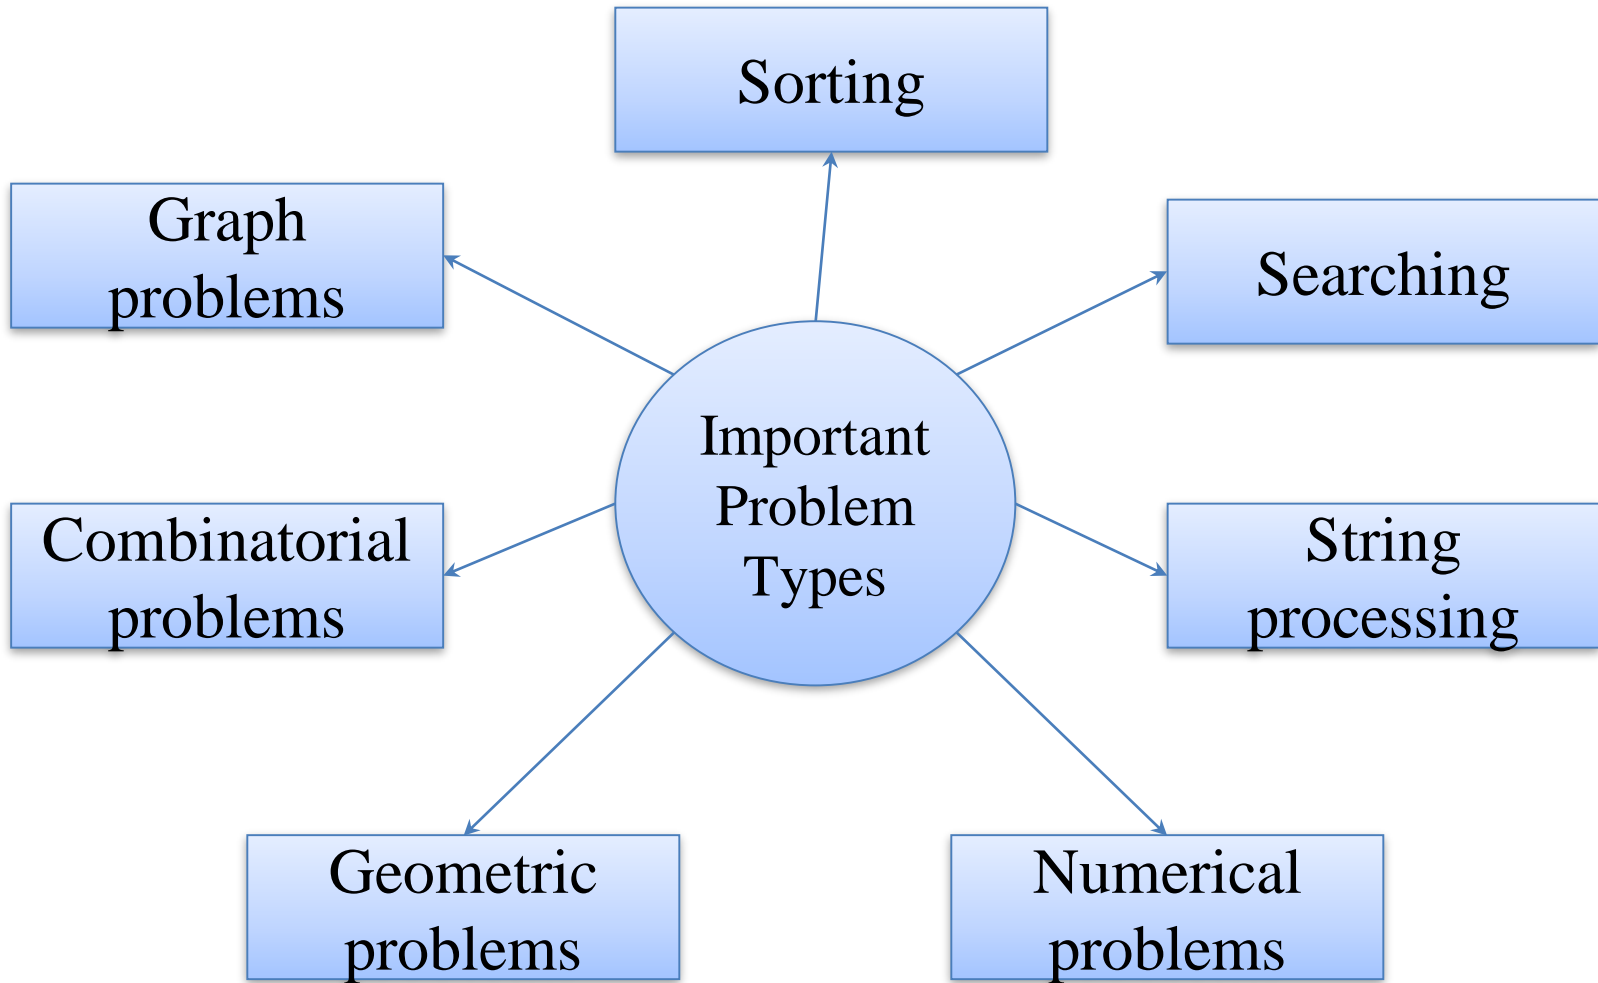 Sorting
Graph
problems
Searching
Important
Problem
Types
Combinatorial
problems
String
processing
Geometric
problems
Numerical
problems